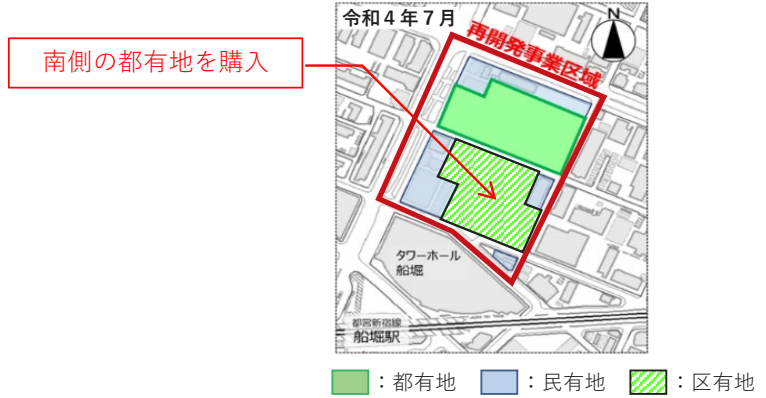 令和4年7月
N
再開発事業区域
南側の都有地を購入
タワーホール
船堀
都営新宿線
船堀駅
：都有地 ：民有地 ：区有地